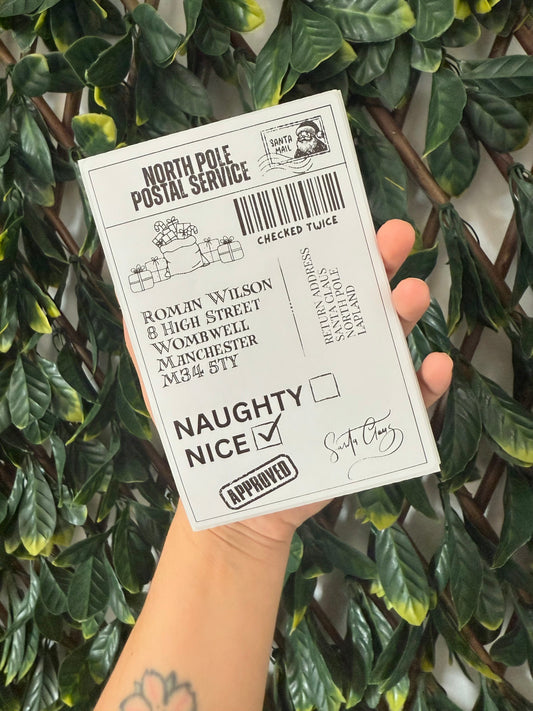 NORTH POLE
POSTAL SERVICE
SANTA
MAIL
CHECKED TWICE
ROMAN WILSON
8 HIGH STREET
WOMBWELL
MANCHESTER
M34 5TY
RETURN ADDRESS
SANTA CLAUS
NORTH POLE
LAPLAND
NAUGHTY
NICE
Santa Claus
APPROVED